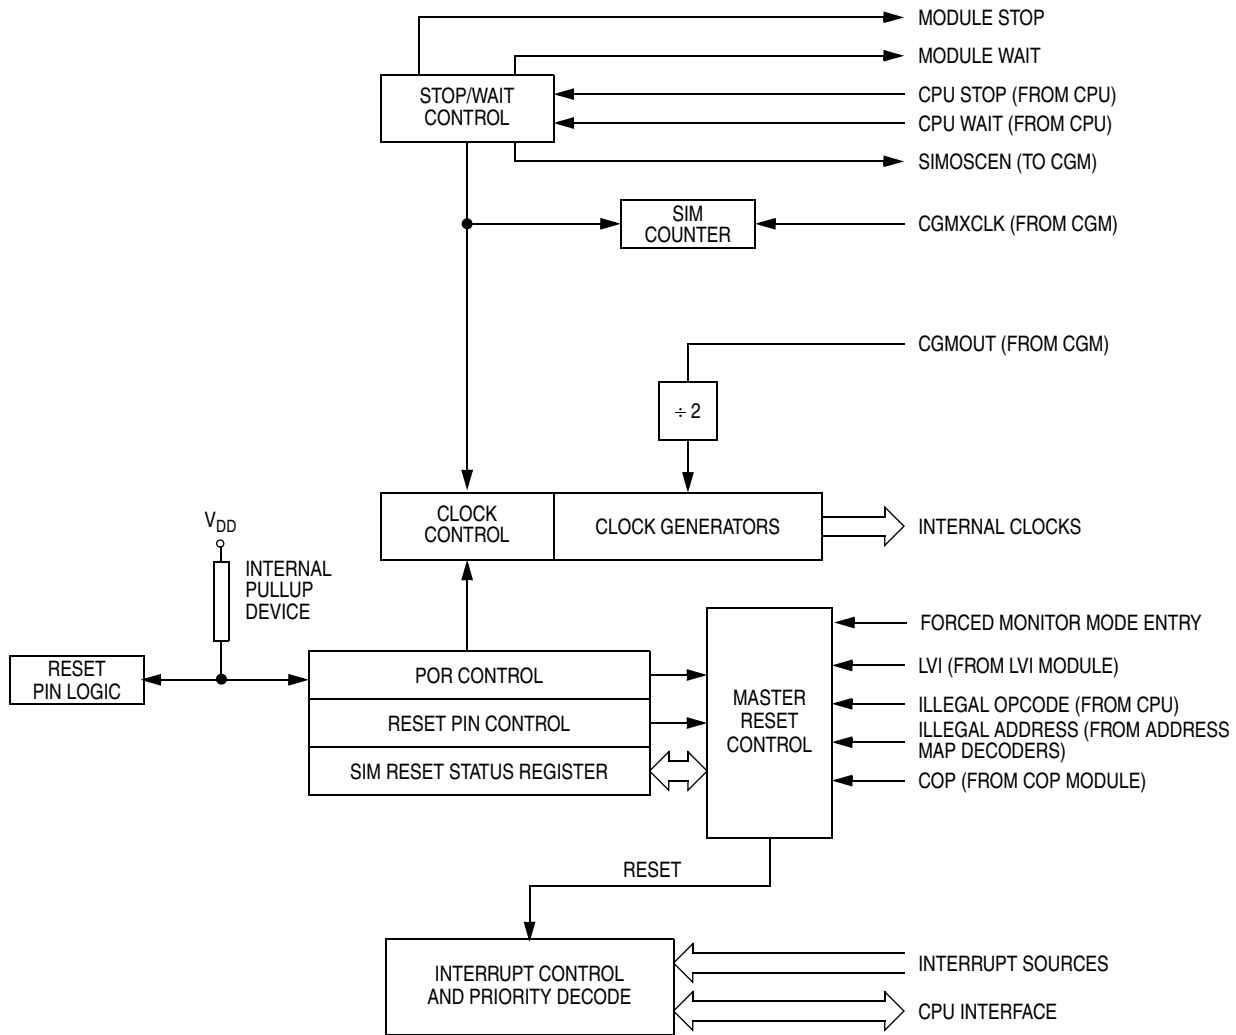 MODULE STOP
MODULE WAIT
STOP/WAIT
CONTROL
CPU STOP (FROM CPU)
CPU WAIT (FROM CPU)
SIMOSCEN (TO CGM)
SIM
COUNTER
CGMXCLK (FROM CGM)
CGMOUT (FROM CGM)
÷ 2
CLOCK
CONTROL
CLOCK GENERATORS
INTERNAL CLOCKS
VDD
INTERNAL
PULLUP
DEVICE
RESET
PIN LOGIC
POR CONTROL
RESET PIN CONTROL
SIM RESET STATUS REGISTER
MASTER
RESET
CONTROL
FORCED MONITOR MODE ENTRY
LVI (FROM LVI MODULE)
ILLEGAL OPCODE (FROM CPU)
ILLEGAL ADDRESS (FROM ADDRESS
MAP DECODERS)
COP (FROM COP MODULE)
RESET
INTERRUPT CONTROL
AND PRIORITY DECODE
INTERRUPT SOURCES
CPU INTERFACE